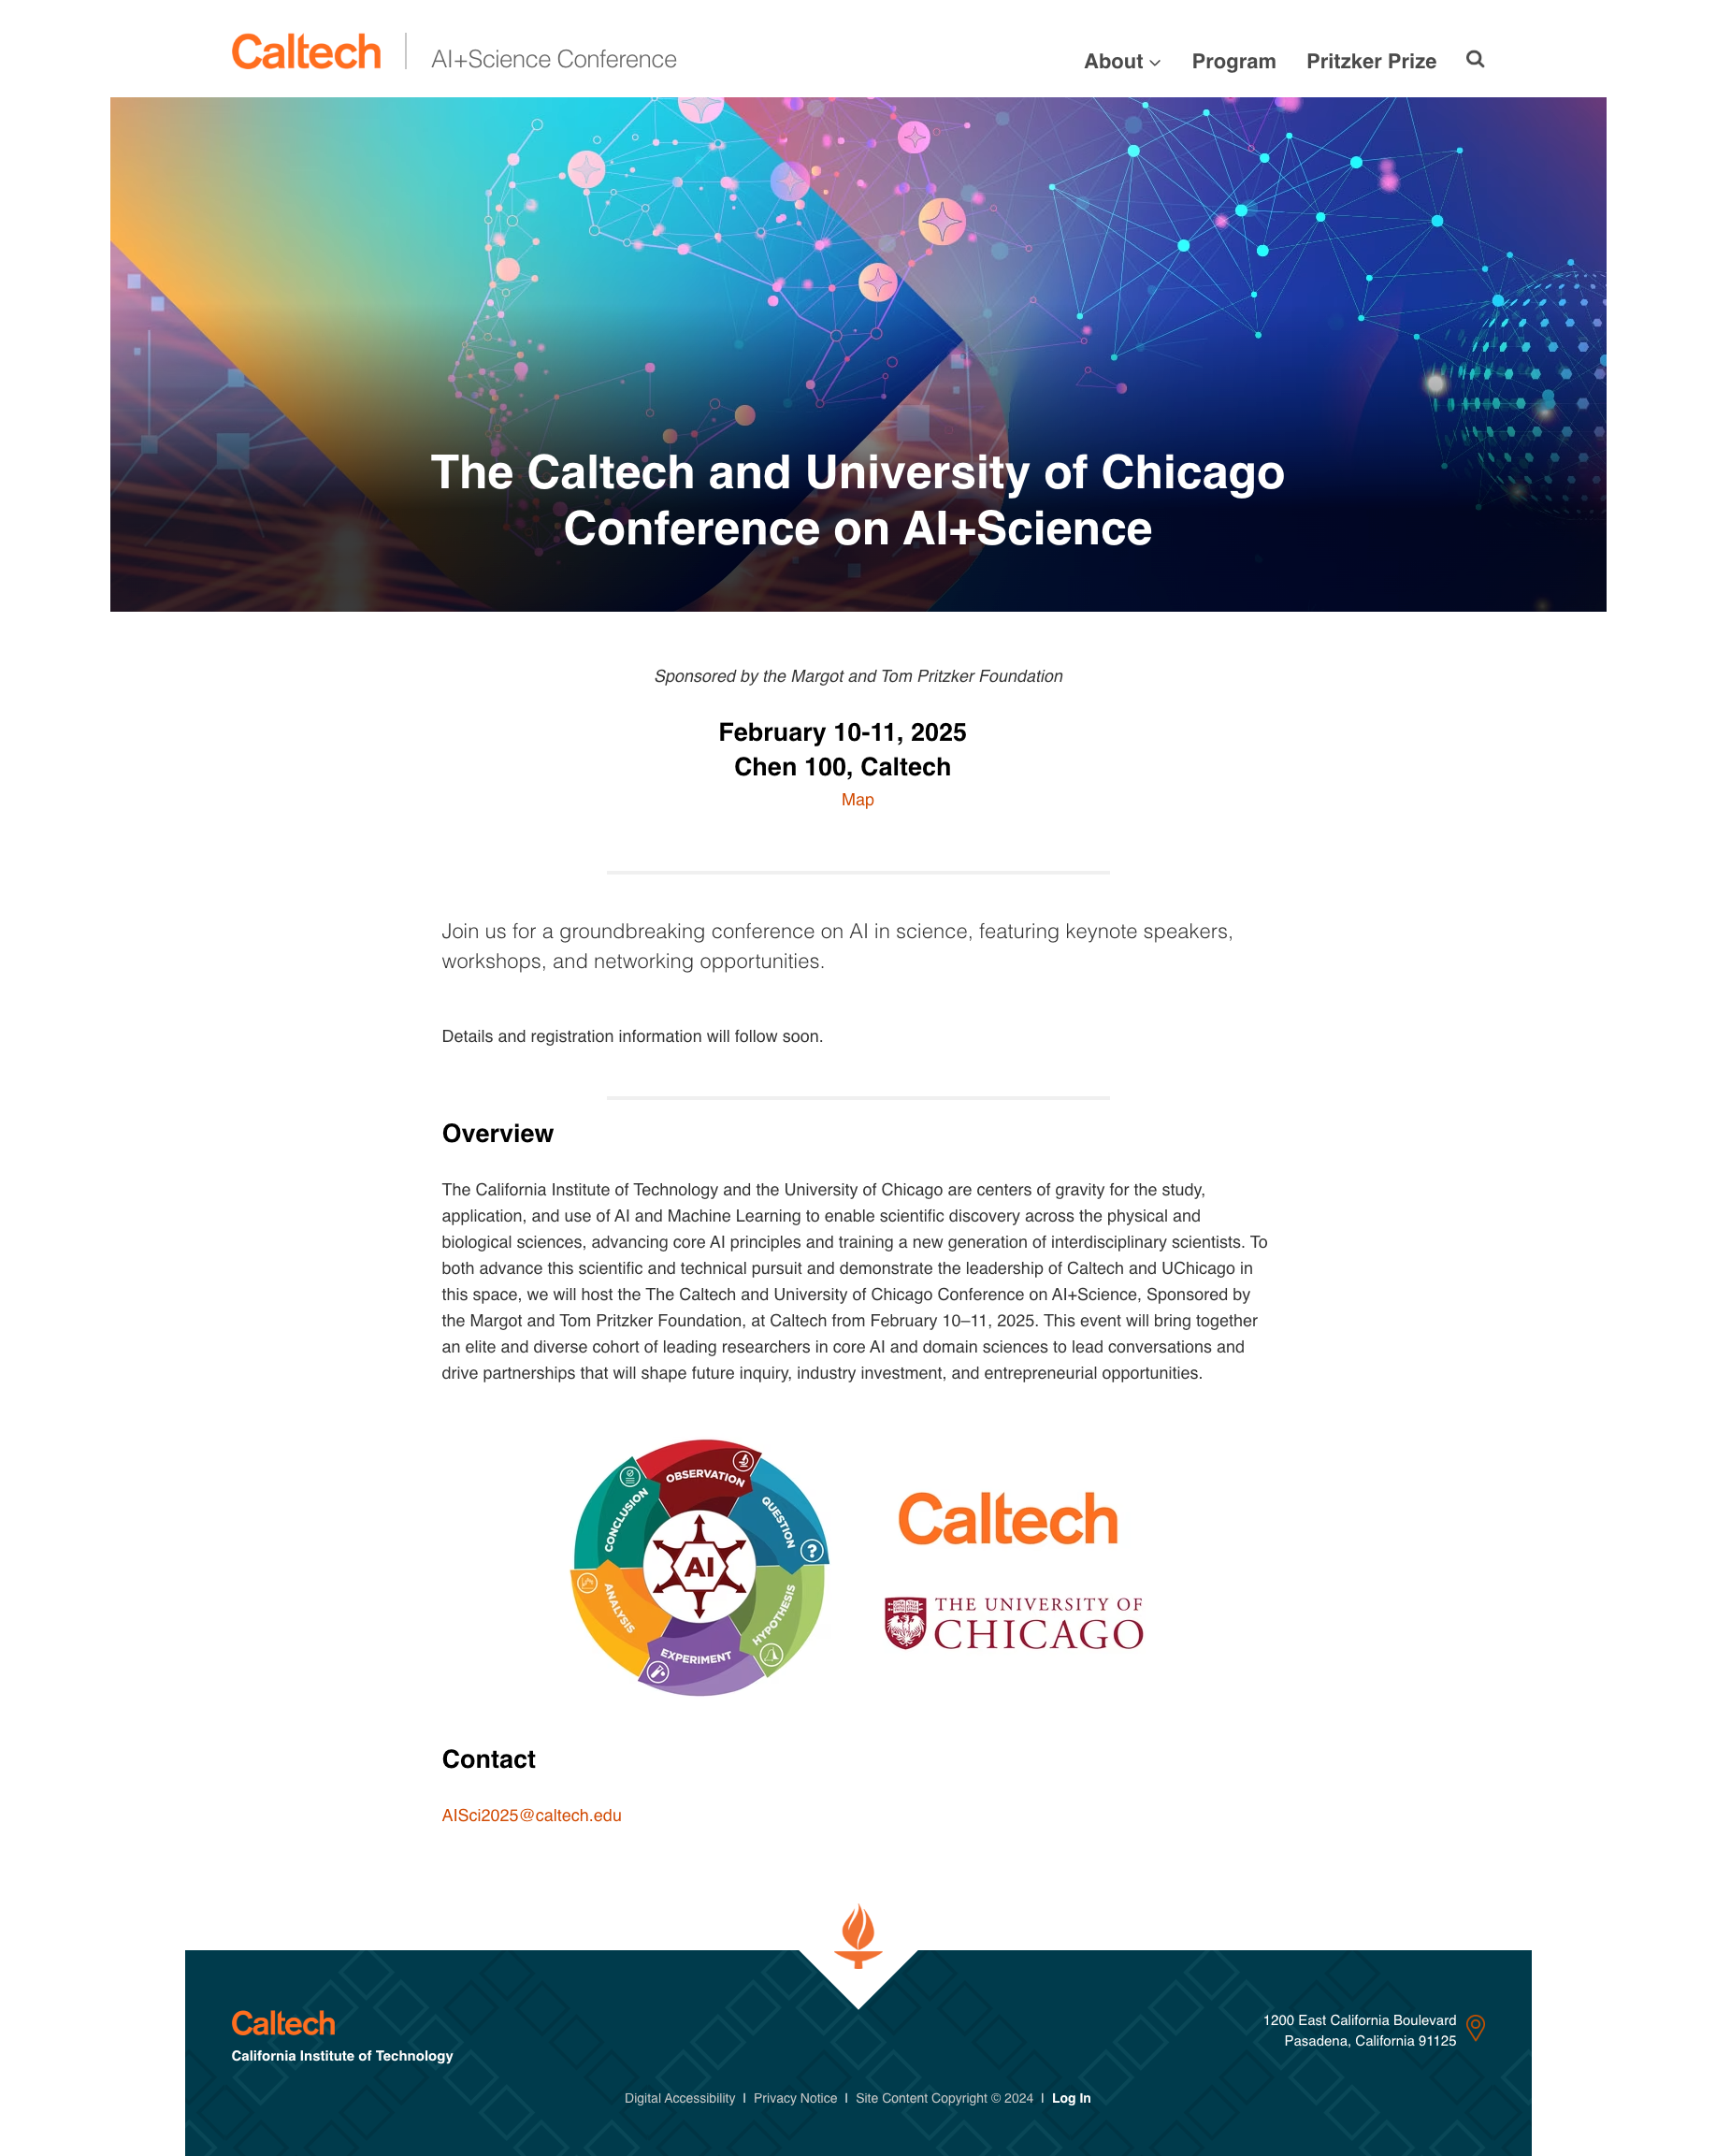 Caltech
AI+Science Conference
About
Program
Pritzker Prize
The Caltech and University of Chicago
Conference on AI+Science
Sponsored by the Margot and Tom Pritzker Foundation
February 10-11, 2025
Chen 100, Caltech
Map
Join us for a groundbreaking conference on AI in science, featuring keynote speakers,
workshops, and networking opportunities.
Details and registration information will follow soon.
Overview
The California Institute of Technology and the University of Chicago are centers of gravity for the study,
application, and use of AI and Machine Learning to enable scientific discovery across the physical and
biological sciences, advancing core AI principles and training a new generation of interdisciplinary scientists. To
both advance this scientific and technical pursuit and demonstrate the leadership of Caltech and UChicago in
this space, we will host the The Caltech and University of Chicago Conference on AI+Science, Sponsored by
the Margot and Tom Pritzker Foundation, at Caltech from February 10–11, 2025. This event will bring together
an elite and diverse cohort of leading researchers in core AI and domain sciences to lead conversations and
drive partnerships that will shape future inquiry, industry investment, and entrepreneurial opportunities.
OBSERVATION
QUESTION
?
HYPOTHESIS
EXPERIMENT
ANALYSIS
CONCLUSION
AI
Caltech
THE UNIVERSITY OF
CHICAGO
Contact
AISci2025@caltech.edu
Caltech
California Institute of Technology
1200 East California Boulevard
Pasadena, California 91125
Digital Accessibility | Privacy Notice | Site Content Copyright © 2024 | Log In